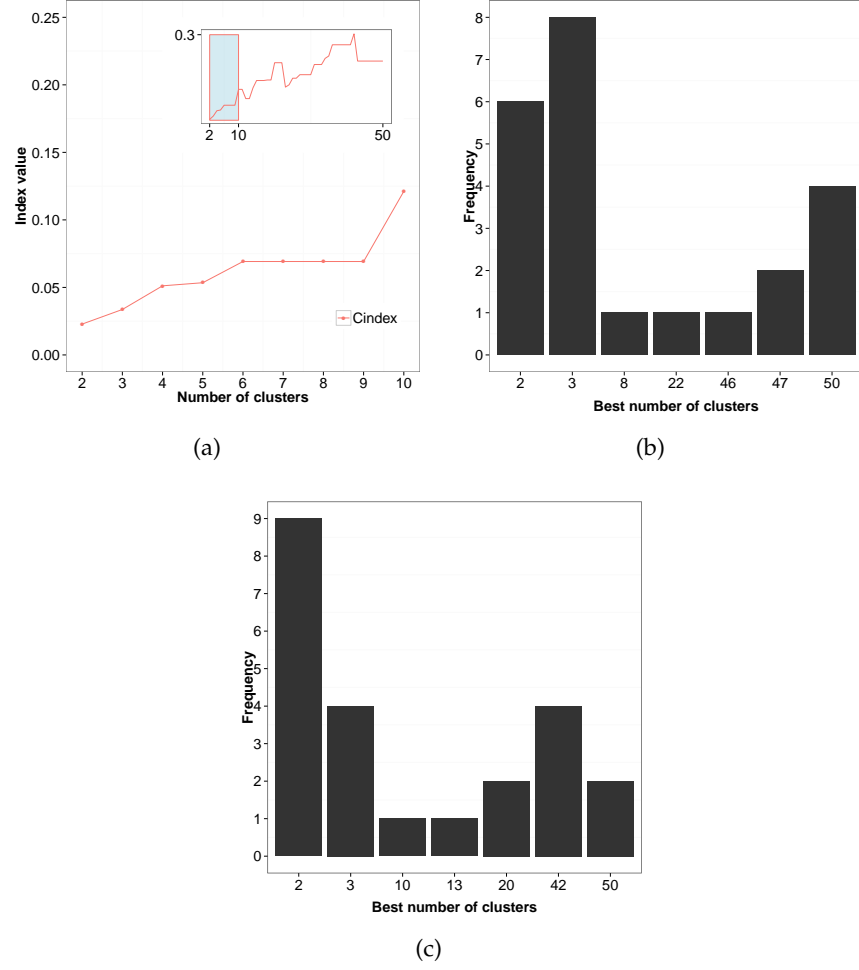 0.25
0.20
0.15
0.10
0.05
0.00
Index value
0.3
2 10 50
Cindex
2 3 4 5 6 7 8 9 10
Number of clusters
(a)
8
7
6
5
4
3
2
1
0
Frequency
2 3 8 22 46 47 50
Best number of clusters
(b)
9
8
7
6
5
4
3
2
1
0
Frequency
2 3 10 13 20 42 50
Best number of clusters
(c)